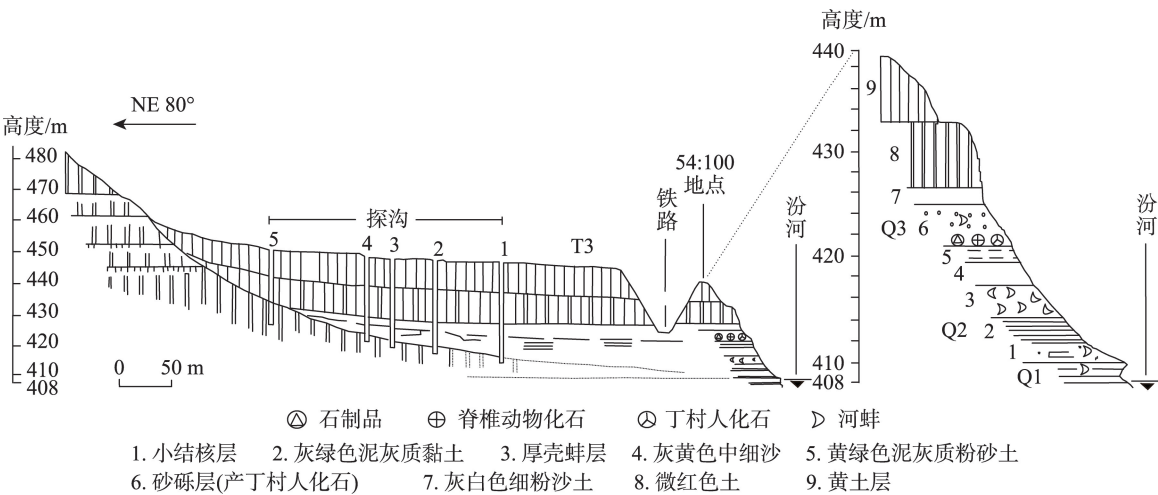 高度/m
NE 80°
高度/m
480
470
460
450
440
430
420
410
408
探沟
5
4
3
2
1
T3
铁路
54:100
地点
汾河
0 50 m
440
430
420
410
408
9
8
7
Q3 6
5
4
3
Q2 2
1
Q1
汾河
石制品 脊椎动物化石 丁村人化石 河蚌
1. 小结核层 2. 灰绿色泥灰质黏土 3. 厚壳蚌层 4. 灰黄色中细沙 5. 黄绿色泥灰质粉砂土
6. 砂砾层(产丁村人化石) 7. 灰白色细粉沙土 8. 微红色土 9. 黄土层